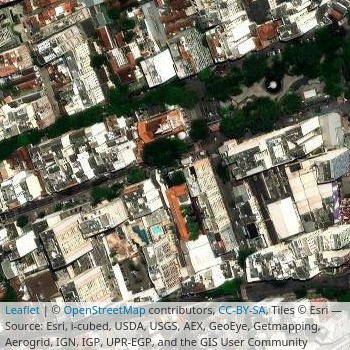 Leaflet | © OpenStreetMap contributors, CC-BY-SA, Tiles © Esri —
Source: Esri, i-cubed, USDA, USGS, AEX, GeoEye, Getmapping,
Aerogrid, IGN, IGP, UPR-EGP, and the GIS User Community